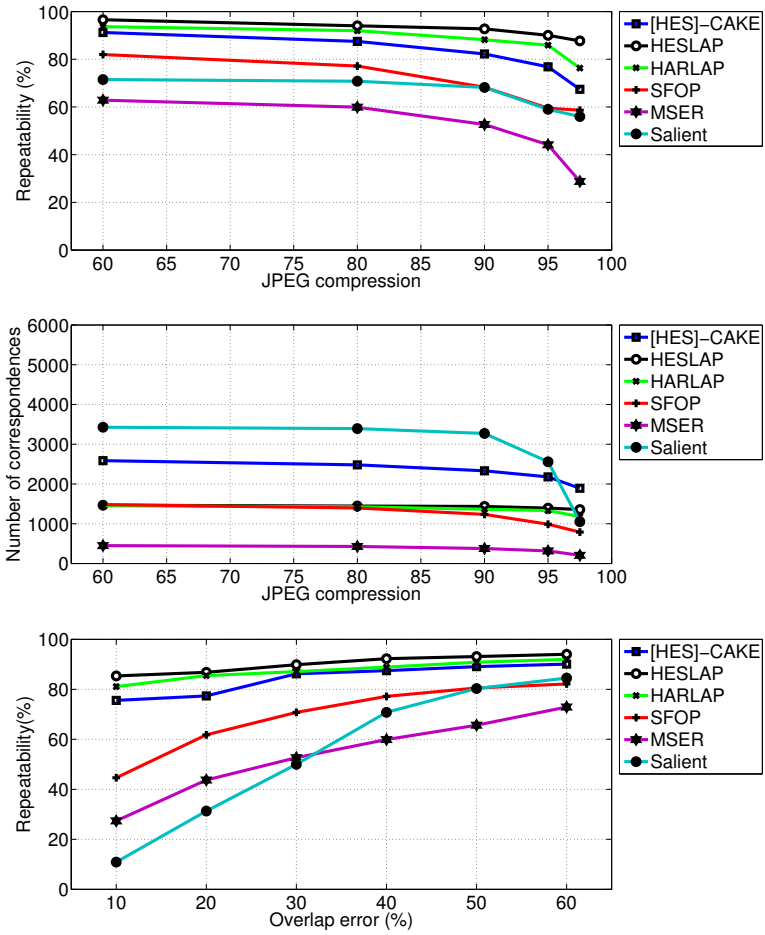 100
80
60
40
20
0
Repeatability (%)
60 65 70 75 80 85 90 95 100
JPEG compression
[HES]−CAKE
HESLAP
HARLAP
SFOP
MSER
Salient
6000
5000
4000
3000
2000
1000
0
Number of correspondences
60 65 70 75 80 85 90 95 100
JPEG compression
[HES]−CAKE
HESLAP
HARLAP
SFOP
MSER
Salient
100
80
60
40
20
0
Repeatability(%)
10 20 30 40 50 60
Overlap error (%)
[HES]−CAKE
HESLAP
HARLAP
SFOP
MSER
Salient